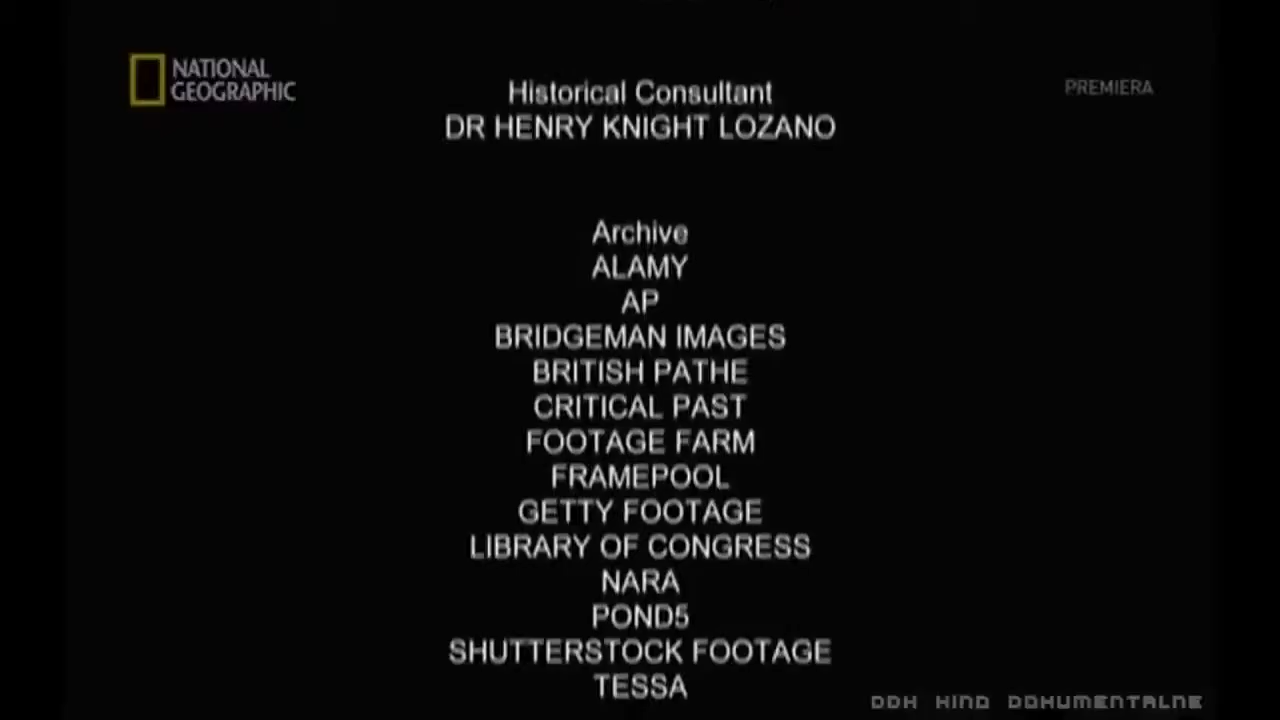 NATIONAL
GEOGRAPHIC
PREMIERA
Historical Consultant
DR HENRY KNIGHT LOZANO
Archive
ALAMY
AP
BRIDGEMAN IMAGES
BRITISH PATHE
CRITICAL PAST
FOOTAGE FARM
FRAMEPOOL
GETTY FOOTAGE
LIBRARY OF CONGRESS
NARA
POND5
SHUTTERSTOCK FOOTAGE
TESSA
DOK KINO DOKUMENTALNE